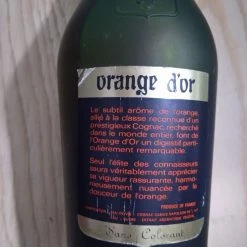 orange d'or
Le subtil arôme de l'orange,
allié à la classe reconnue d'un
prestigieux Cognac, recherché
dans le monde entier, font de
l'Orange d'Or un digestif parti-
culièrement remarquable.
Seul l'élite des connaisseurs
saura véritablement apprécier
sa vigueur rassurante, harmo-
nieusement nuancée par la
douceur de l'orange.
PRODUCE OF FRANCE
COGNAC NAPOLEON
Sans Colorant